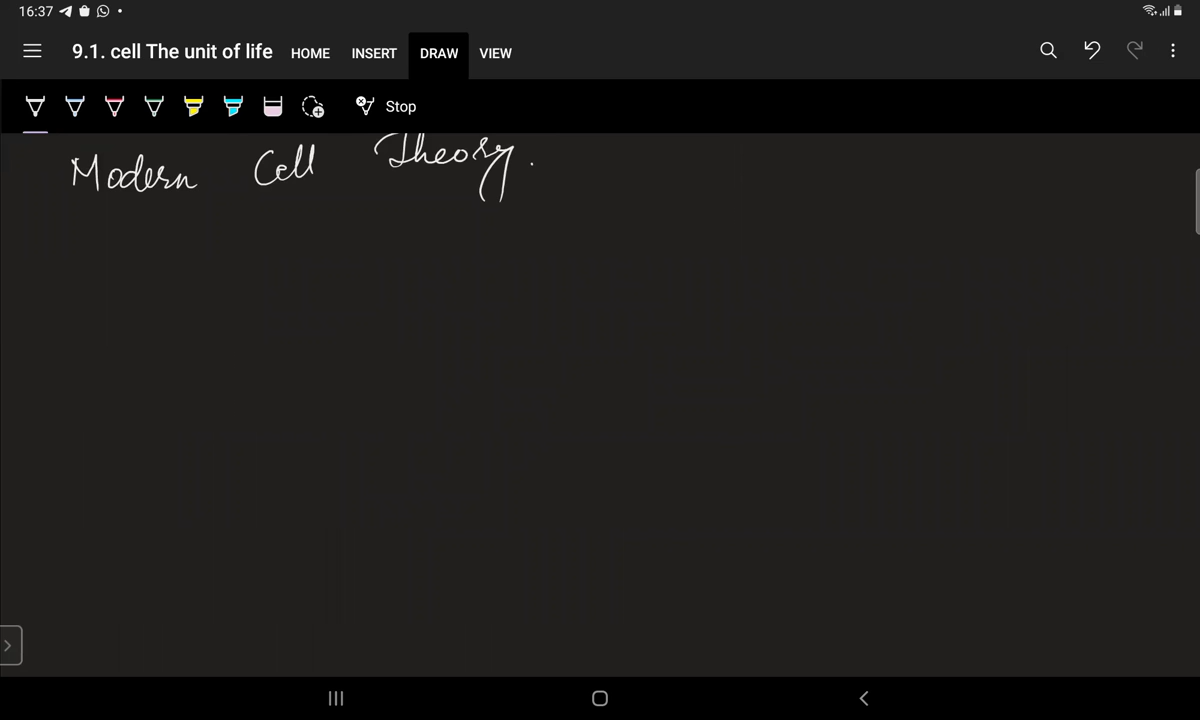 16:37
9.1. cell The unit of life HOME INSERT DRAW VIEW
Stop
Modern Cell Theory.